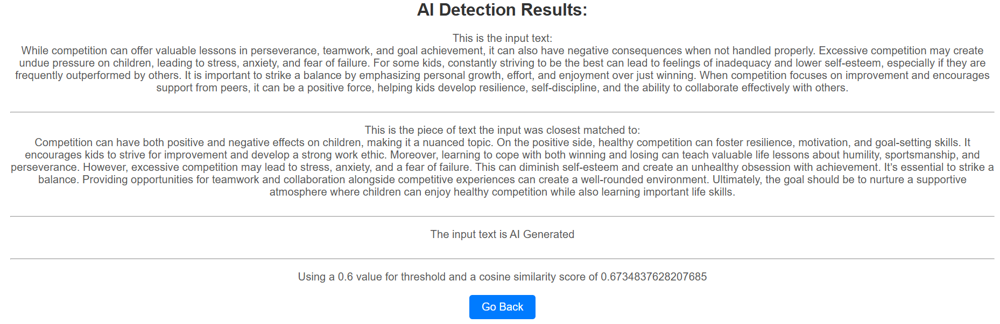 AI Detection Results:
This is the input text:
While competition can offer valuable lessons in perseverance, teamwork, and goal achievement, it can also have negative consequences when not handled properly. Excessive competition may create
undue pressure on children, leading to stress, anxiety, and fear of failure. For some kids, constantly striving to be the best can lead to feelings of inadequacy and lower self-esteem, especially if they are
frequently outperformed by others. It is important to strike a balance by emphasizing personal growth, effort, and enjoyment over just winning. When competition focuses on improvement and encourages
support from peers, it can be a positive force, helping kids develop resilience, self-discipline, and the ability to collaborate effectively with others.
This is the piece of text the input was closest matched to:
Competition can have both positive and negative effects on children, making it a nuanced topic. On the positive side, healthy competition can foster resilience, motivation, and goal-setting skills. It
encourages kids to strive for improvement and develop a strong work ethic. Moreover, learning to cope with both winning and losing can teach valuable life lessons about humility, sportsmanship, and
perseverance. However, excessive competition may lead to stress, anxiety, and a fear of failure. This can diminish self-esteem and create an unhealthy obsession with achievement. It’s essential to strike a
balance. Providing opportunities for teamwork and collaboration alongside competitive experiences can create a well-rounded environment. Ultimately, the goal should be to nurture a supportive
atmosphere where children can enjoy healthy competition while also learning important life skills.
The input text is AI Generated
Using a 0.6 value for threshold and a cosine similarity score of 0.6734837628207685
Go Back